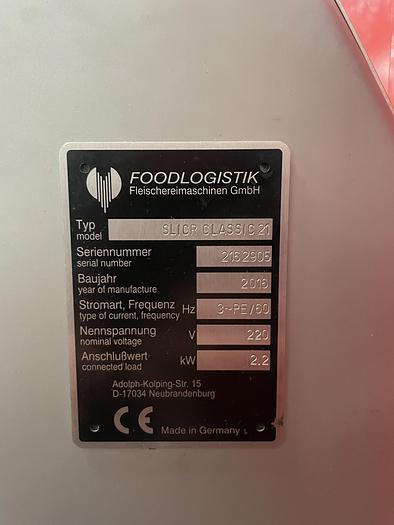 FOODLOGISTIK
Fleischereimaschinen GmbH
Typ
model
SLICR CLASSIC 21
Seriennummer
serial number
2162905
Baujahr
year of manufacture
2016
Stromart, Frequenz
type of current, frequency
Hz
3~PE/60
Nennspannung
nominal voltage
V
220
Anschlußwert
connected load
kW
2.2
Adolph-Kolping-Str. 15
D-17034 Neubrandenburg
CE
Made in Germany